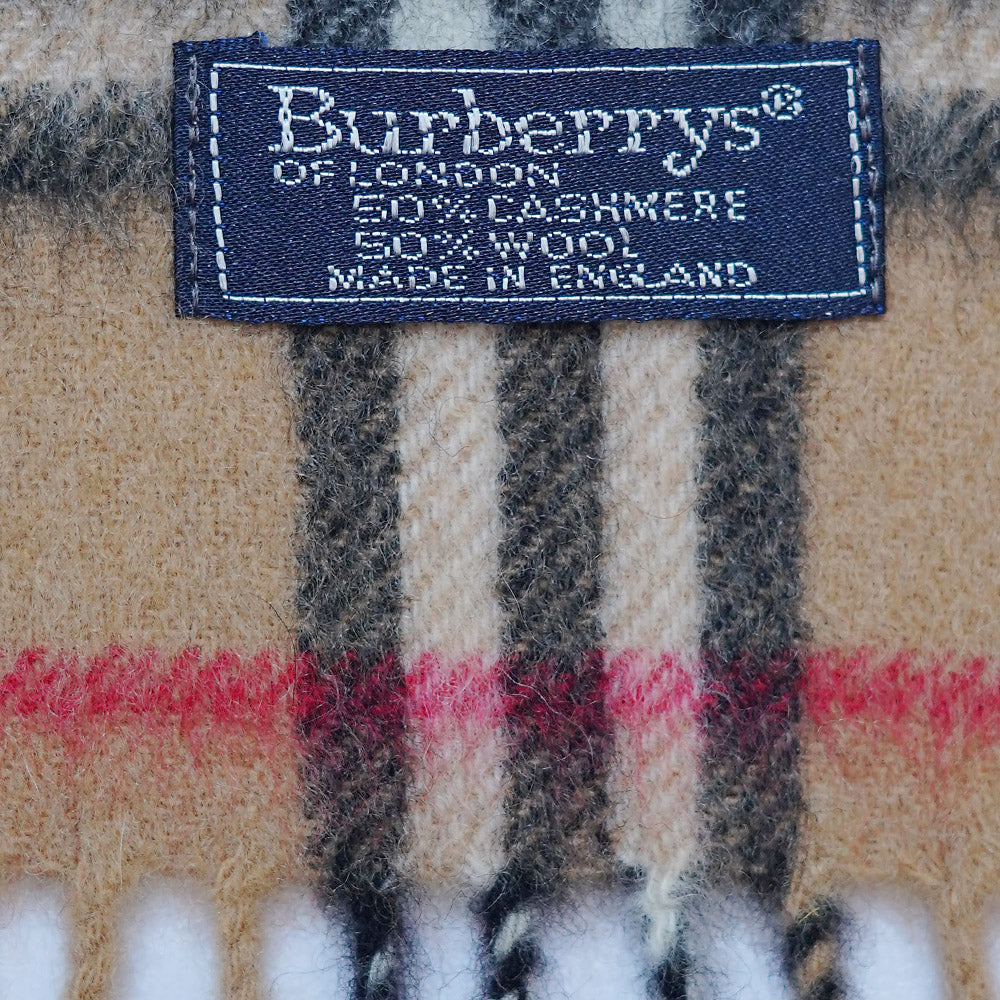 Burberrys®
OF LONDON
50% CASHMERE
50% WOOL
MADE IN ENGLAND